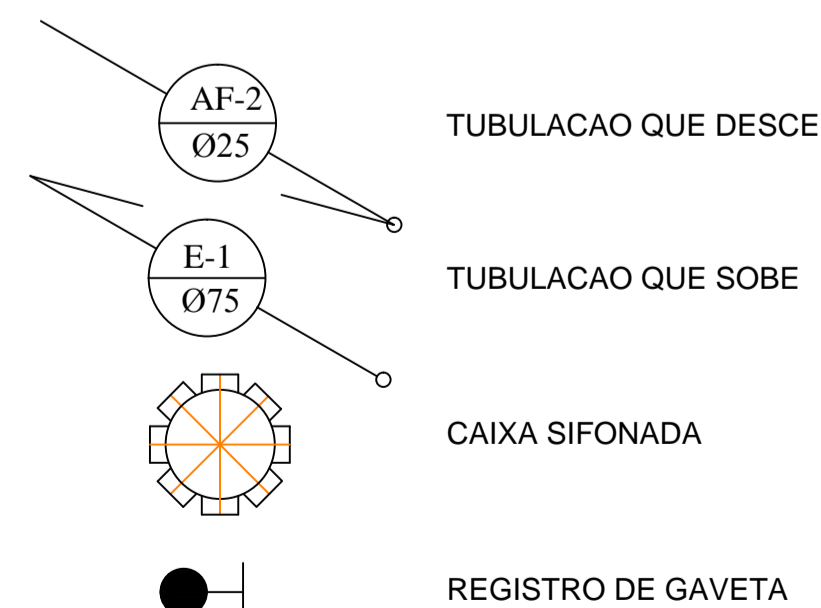 AF-2
Ø25
TUBULACAO QUE DESCE
E-1
Ø75
TUBULACAO QUE SOBE
CAIXA SIFONADA
REGISTRO DE GAVETA